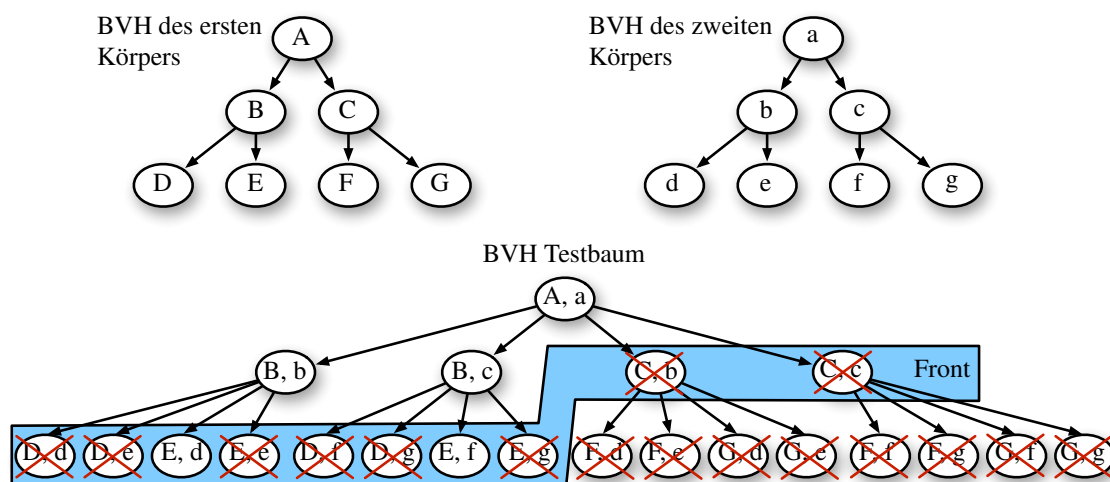 BVH des ersten
Körpers
A
B C
D E F G
BVH des zweiten
Körpers
a
b c
d e f g
BVH Testbaum
A, a
B, b B, c C, b C, c Front
D, d D, e E, d E, e D, f D, g E, f E, g F, d F, e G, d G, e F, f F, g G, f G, g